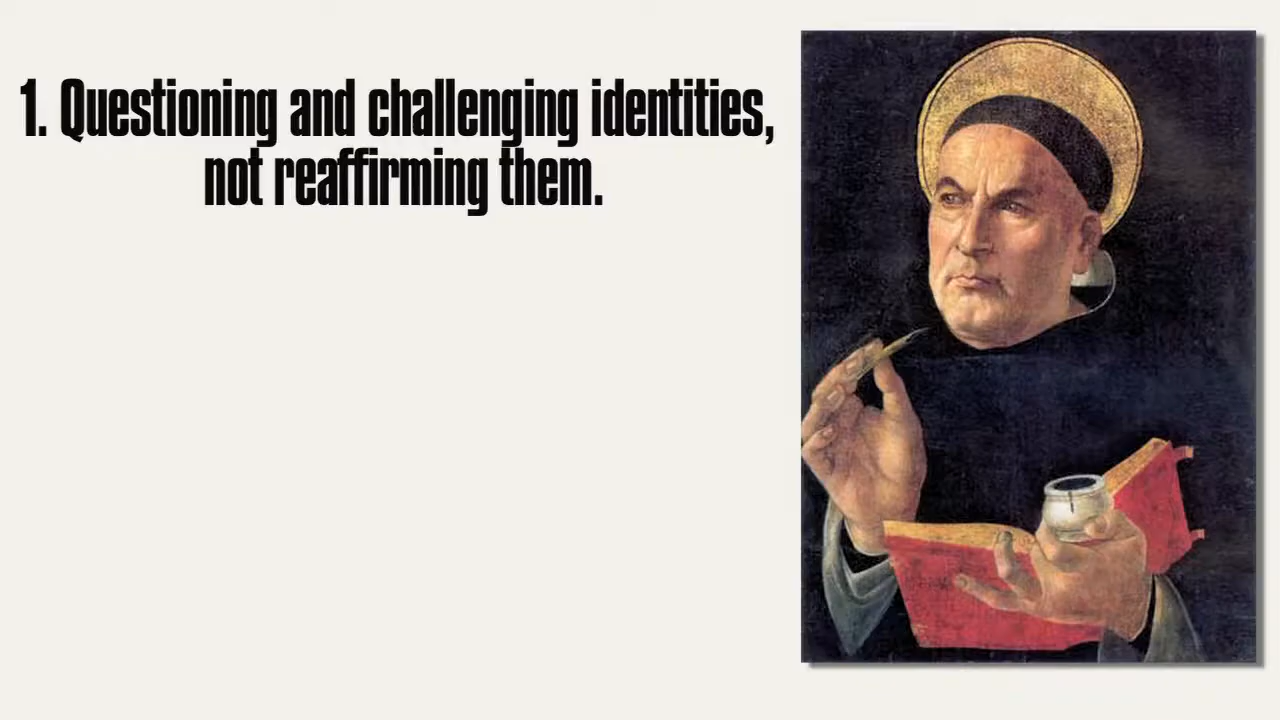 1. Questioning and challenging identities,
not reaffirming them.